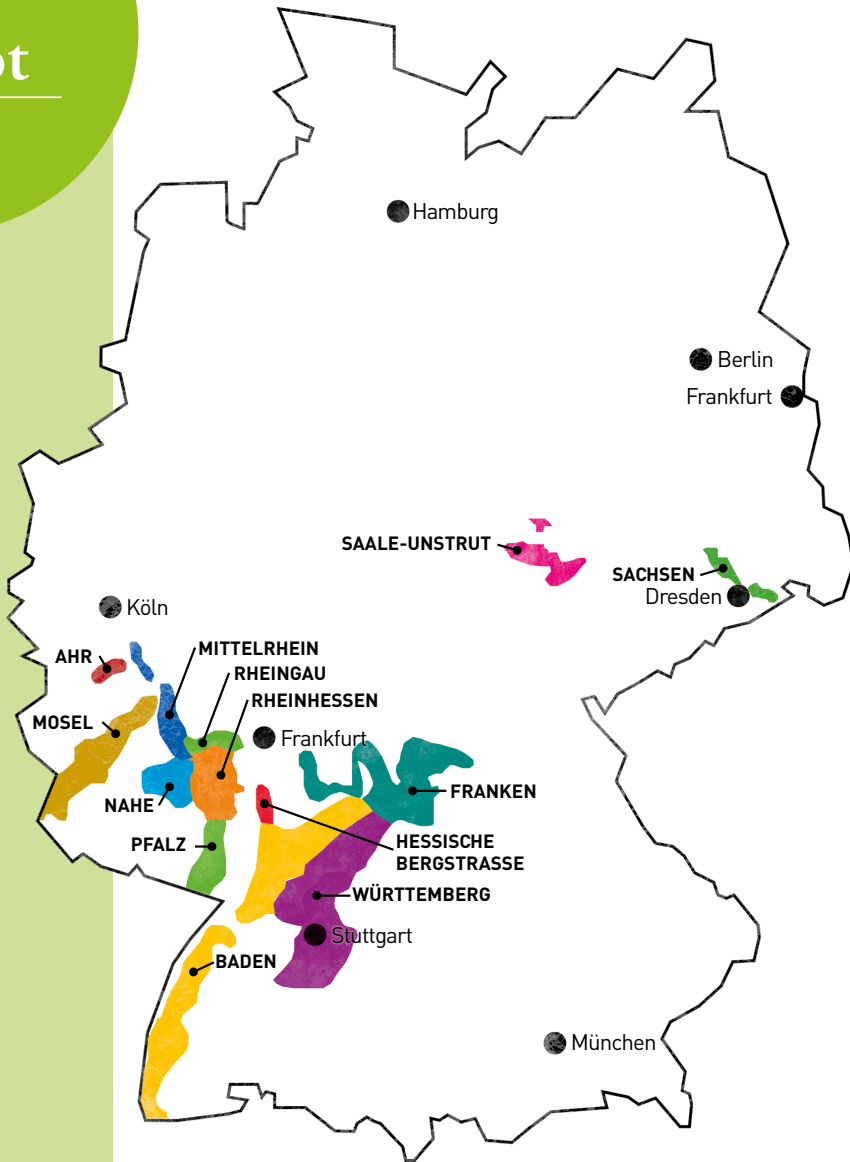 Hamburg
Berlin
Frankfurt
SAALE-UNSTRUT
SACHSEN
Dresden
Köln
AHR
MITTELRHEIN
RHEINGAU
RHEINHESSEN
MOSEL
Frankfurt
NAHE
FRANKEN
PFALZ
HESSISCHE
BERGSTRASSE
WÜRTTEMBERG
Stuttgart
BADEN
München